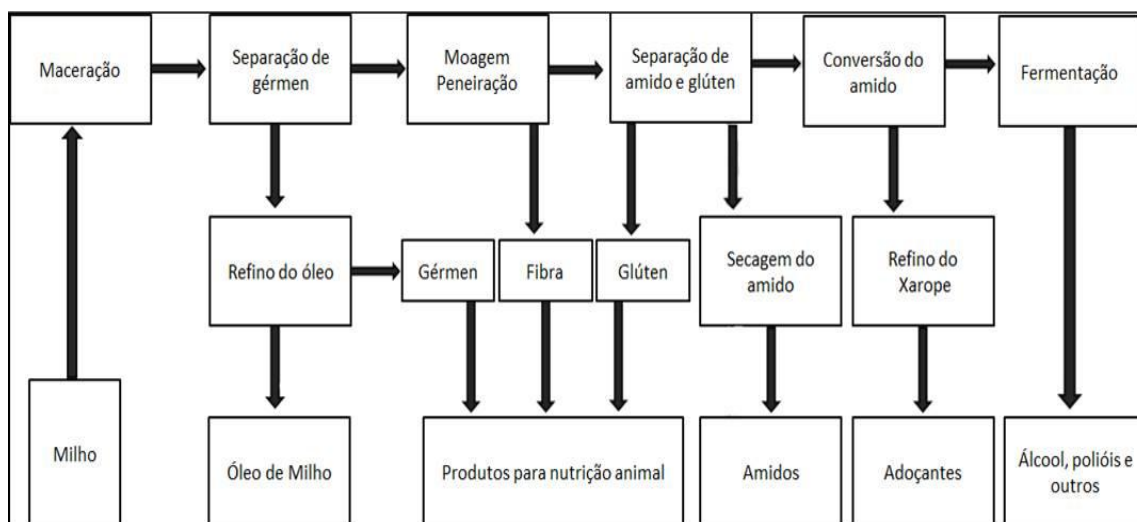 Maceração
Separação de
gérmen
Moagem
Peneiração
Separação de
amido e glúten
Conversão do
amido
Fermentação
Refino do óleo
Gérmen
Fibra
Glúten
Secagem do
amido
Refino do
Xarope
Milho
Óleo de Milho
Produtos para nutrição animal
Amidos
Adoçantes
Álcool, polióis e
outros